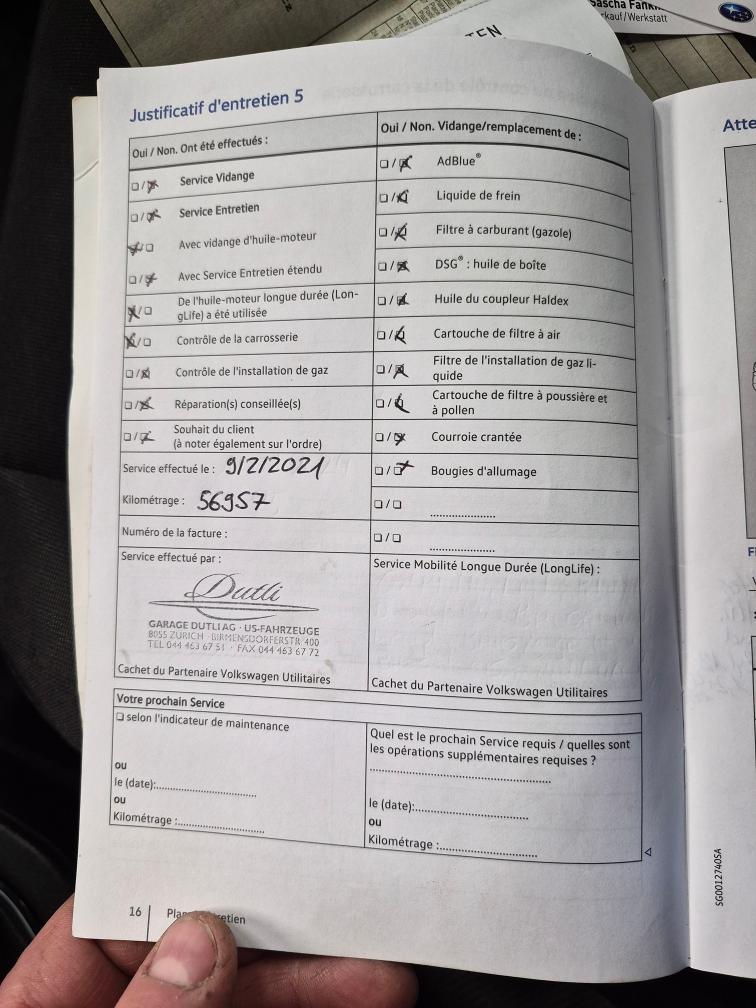 Sascha Fankh
rkauf/Werkstatt
TEN
Justificatif d'entretien 5
Oui / Non. Ont été effectués :
Service Vidange
Service Entretien
Avec vidange d'huile-moteur
Avec Service Entretien étendu
De l'huile-moteur longue durée (Lon-
gLife) a été utilisée
Contrôle de la carrosserie
Contrôle de l'installation de gaz
Réparation(s) conseillée(s)
Souhait du client
(à noter également sur l'ordre)
Service effectué le : 9/2/2021
Kilométrage : 56957
Numéro de la facture :
Service effectué par :
Dutli
GARAGE DUTLI AG · US-FAHRZEUGE
8055 ZÜRICH · BIRMENSDORFERSTR. 400
TEL 044 463 67 51 · FAX 044 463 67 72
Cachet du Partenaire Volkswagen Utilitaires
Oui / Non. Vidange/remplacement de :
AdBlue®
Liquide de frein
Filtre à carburant (gazole)
DSG® : huile de boîte
Huile du coupleur Haldex
Cartouche de filtre à air
Filtre de l'installation de gaz li-
quide
Cartouche de filtre à poussière et
à pollen
Courroie crantée
Bougies d'allumage
Service Mobilité Longue Durée (LongLife) :
Cachet du Partenaire Volkswagen Utilitaires
Votre prochain Service
selon l'indicateur de maintenance
ou
le (date):
ou
Kilométrage :
Quel est le prochain Service requis / quelles sont
les opérations supplémentaires requises ?
le (date):
ou
Kilométrage :
16
etien
Atte
SG0012740SA